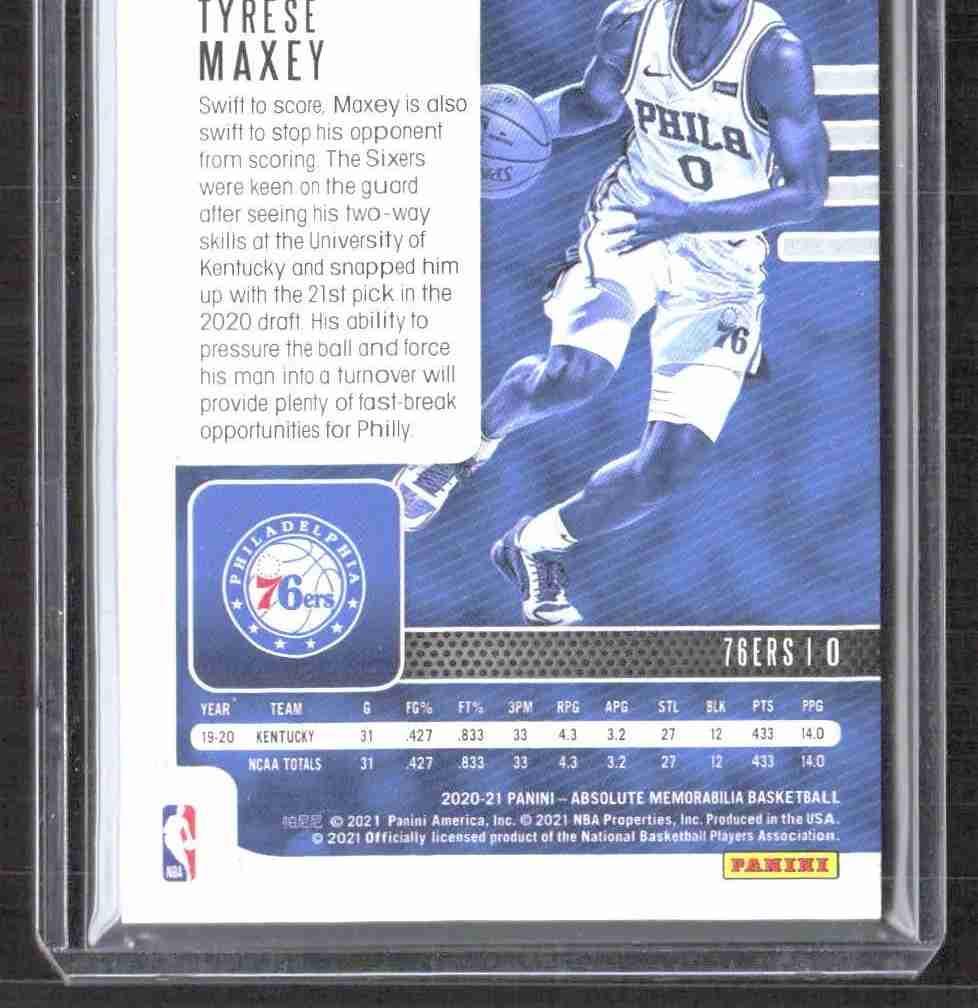 TYRESE
MAXEY
Swift to score, Maxey is also
swift to stop his opponent
from scoring. The Sixers
were keen on the guard
after seeing his two-way
skills at the University of
Kentucky and snapped him
up with the 21st pick in the
2020 draft. His ability to
pressure the ball and force
his man into a turnover will
provide plenty of fast-break
opportunities for Philly.
PHILA
0
76
PHILADELPHIA
76ers
76ERS | 0
YEAR TEAM G FG% FT% 3PM RPG APG STL BLK PTS PPG
19-20 KENTUCKY 31 .427 .833 33 4.3 3.2 27 12 433 14.0
NCAA TOTALS 31 .427 .833 33 4.3 3.2 27 12 433 14.0
2020-21 PANINI – ABSOLUTE MEMORABILIA BASKETBALL
帕尼尼 © 2021 Panini America, Inc. © 2021 NBA Properties, Inc. Produced in the USA.
© 2021 Officially licensed product of the National Basketball Players Association.
NBA
PANINI